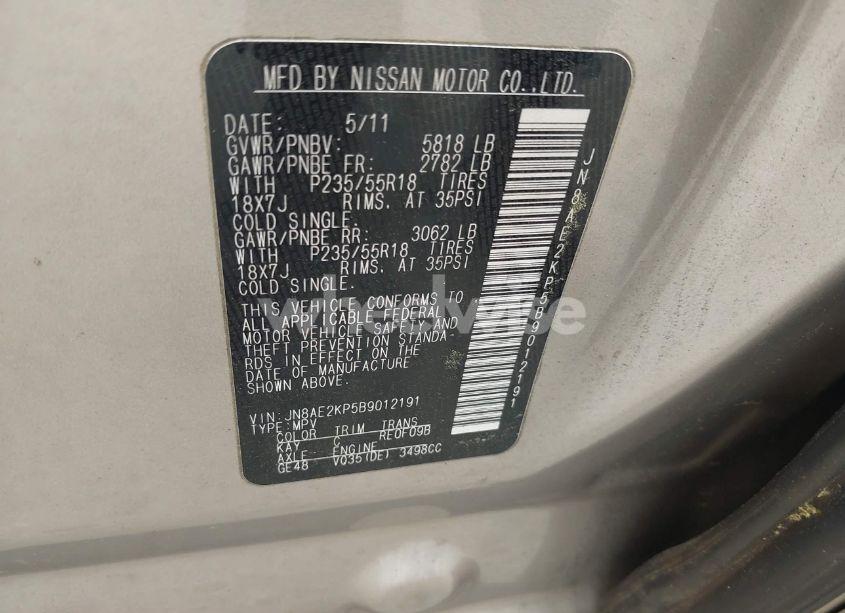 MFD BY NISSAN MOTOR CO.,LTD.
DATE: 5/11
GVWR/PNBV: 5818 LB
GAWR/PNBE FR: 2782 LB
WITH P235/55R18 TIRES
18X7J RIMS. AT 35PSI
COLD SINGLE.
GAWR/PNBE RR: 3062 LB
WITH P235/55R18 TIRES
18X7J RIMS. AT 35PSI
COLD SINGLE.
THIS VEHICLE CONFORMS TO
ALL APPLICABLE FEDERAL
MOTOR VEHICLE SAFETY AND
THEFT PREVENTION STANDA-
RDS IN EFFECT ON THE
DATE OF MANUFACTURE
SHOWN ABOVE.
VIN: JN8AE2KP5B9012191
TYPE: MPV
COLOR TRIM TRANS
KAY C RE0F09B
AXLE ENGINE
GE48 VQ35(DE) 3498CC
JN8AE2KP5B9012191
wheelwise